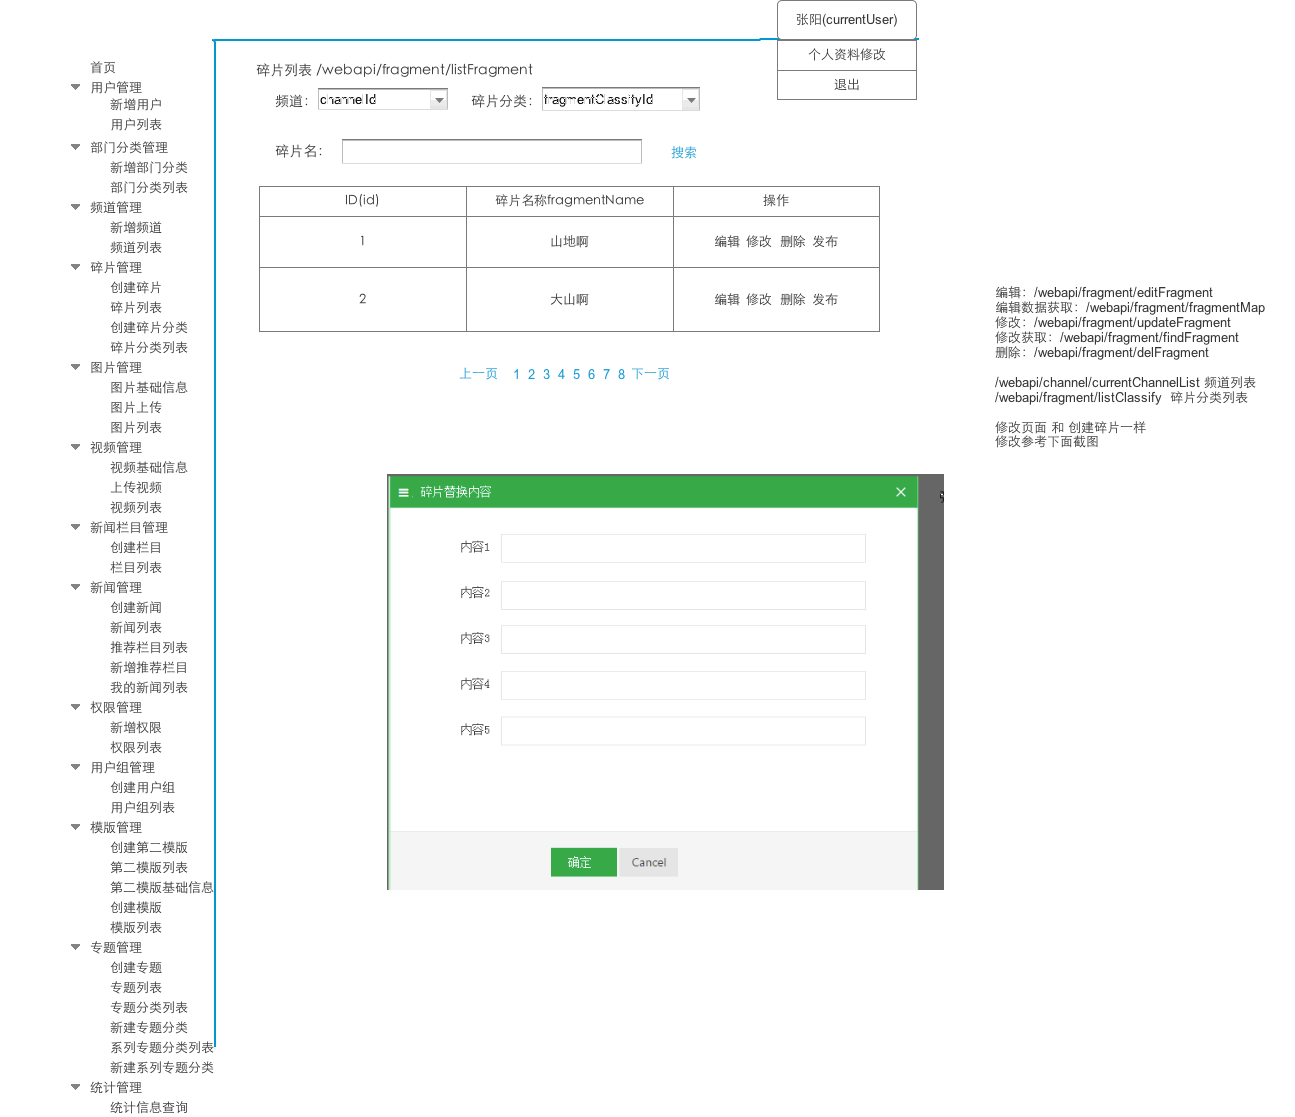 张阳(currentUser)
个人资料修改
退出
首页
用户管理
新增用户
用户列表
部门分类管理
新增部门分类
部门分类列表
频道管理
新增频道
频道列表
碎片管理
创建碎片
碎片列表
创建碎片分类
碎片分类列表
图片管理
图片基础信息
图片上传
图片列表
视频管理
视频基础信息
上传视频
视频列表
新闻栏目管理
创建栏目
栏目列表
新闻管理
创建新闻
新闻列表
推荐栏目列表
新增推荐栏目
我的新闻列表
权限管理
新增权限
权限列表
用户组管理
创建用户组
用户组列表
模版管理
创建第二模版
第二模版列表
第二模版基础信息
创建模版
模版列表
专题管理
创建专题
专题列表
专题分类列表
新建专题分类
系列专题分类列表
新建系列专题分类
统计管理
统计信息查询
碎片列表 /webapi/fragment/listFragment
频道： channelId 碎片分类： fragmentClassifyId
碎片名： 搜索
ID(id) 碎片名称fragmentName 操作
1 山地啊 编辑 修改 删除 发布
2 大山啊 编辑 修改 删除 发布
上一页 1 2 3 4 5 6 7 8 下一页
编辑：/webapi/fragment/editFragment
编辑数据获取：/webapi/fragment/fragmentMap
修改：/webapi/fragment/updateFragment
修改获取：/webapi/fragment/findFragment
删除：/webapi/fragment/delFragment
/webapi/channel/currentChannelList 频道列表
/webapi/fragment/listClassify 碎片分类列表
修改页面 和 创建碎片一样
修改参考下面截图
碎片替换内容
内容1
内容2
内容3
内容4
内容5
确定 Cancel